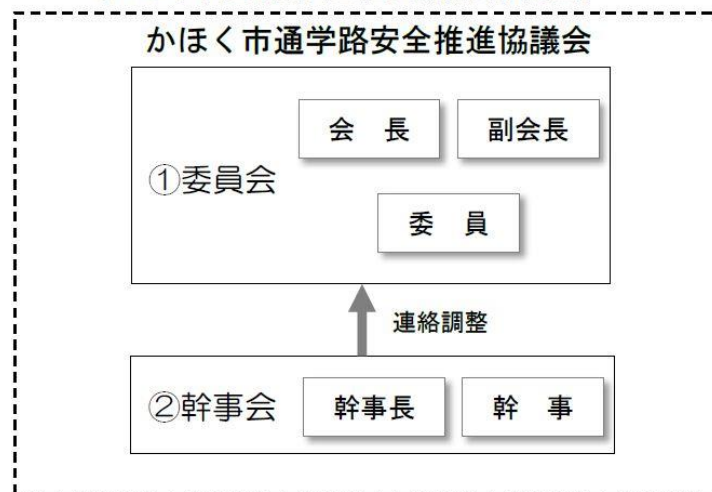 かほく市通学路安全推進協議会
会　長
副会長
①委員会
委　員
連絡調整
②幹事会
幹事長
幹　事